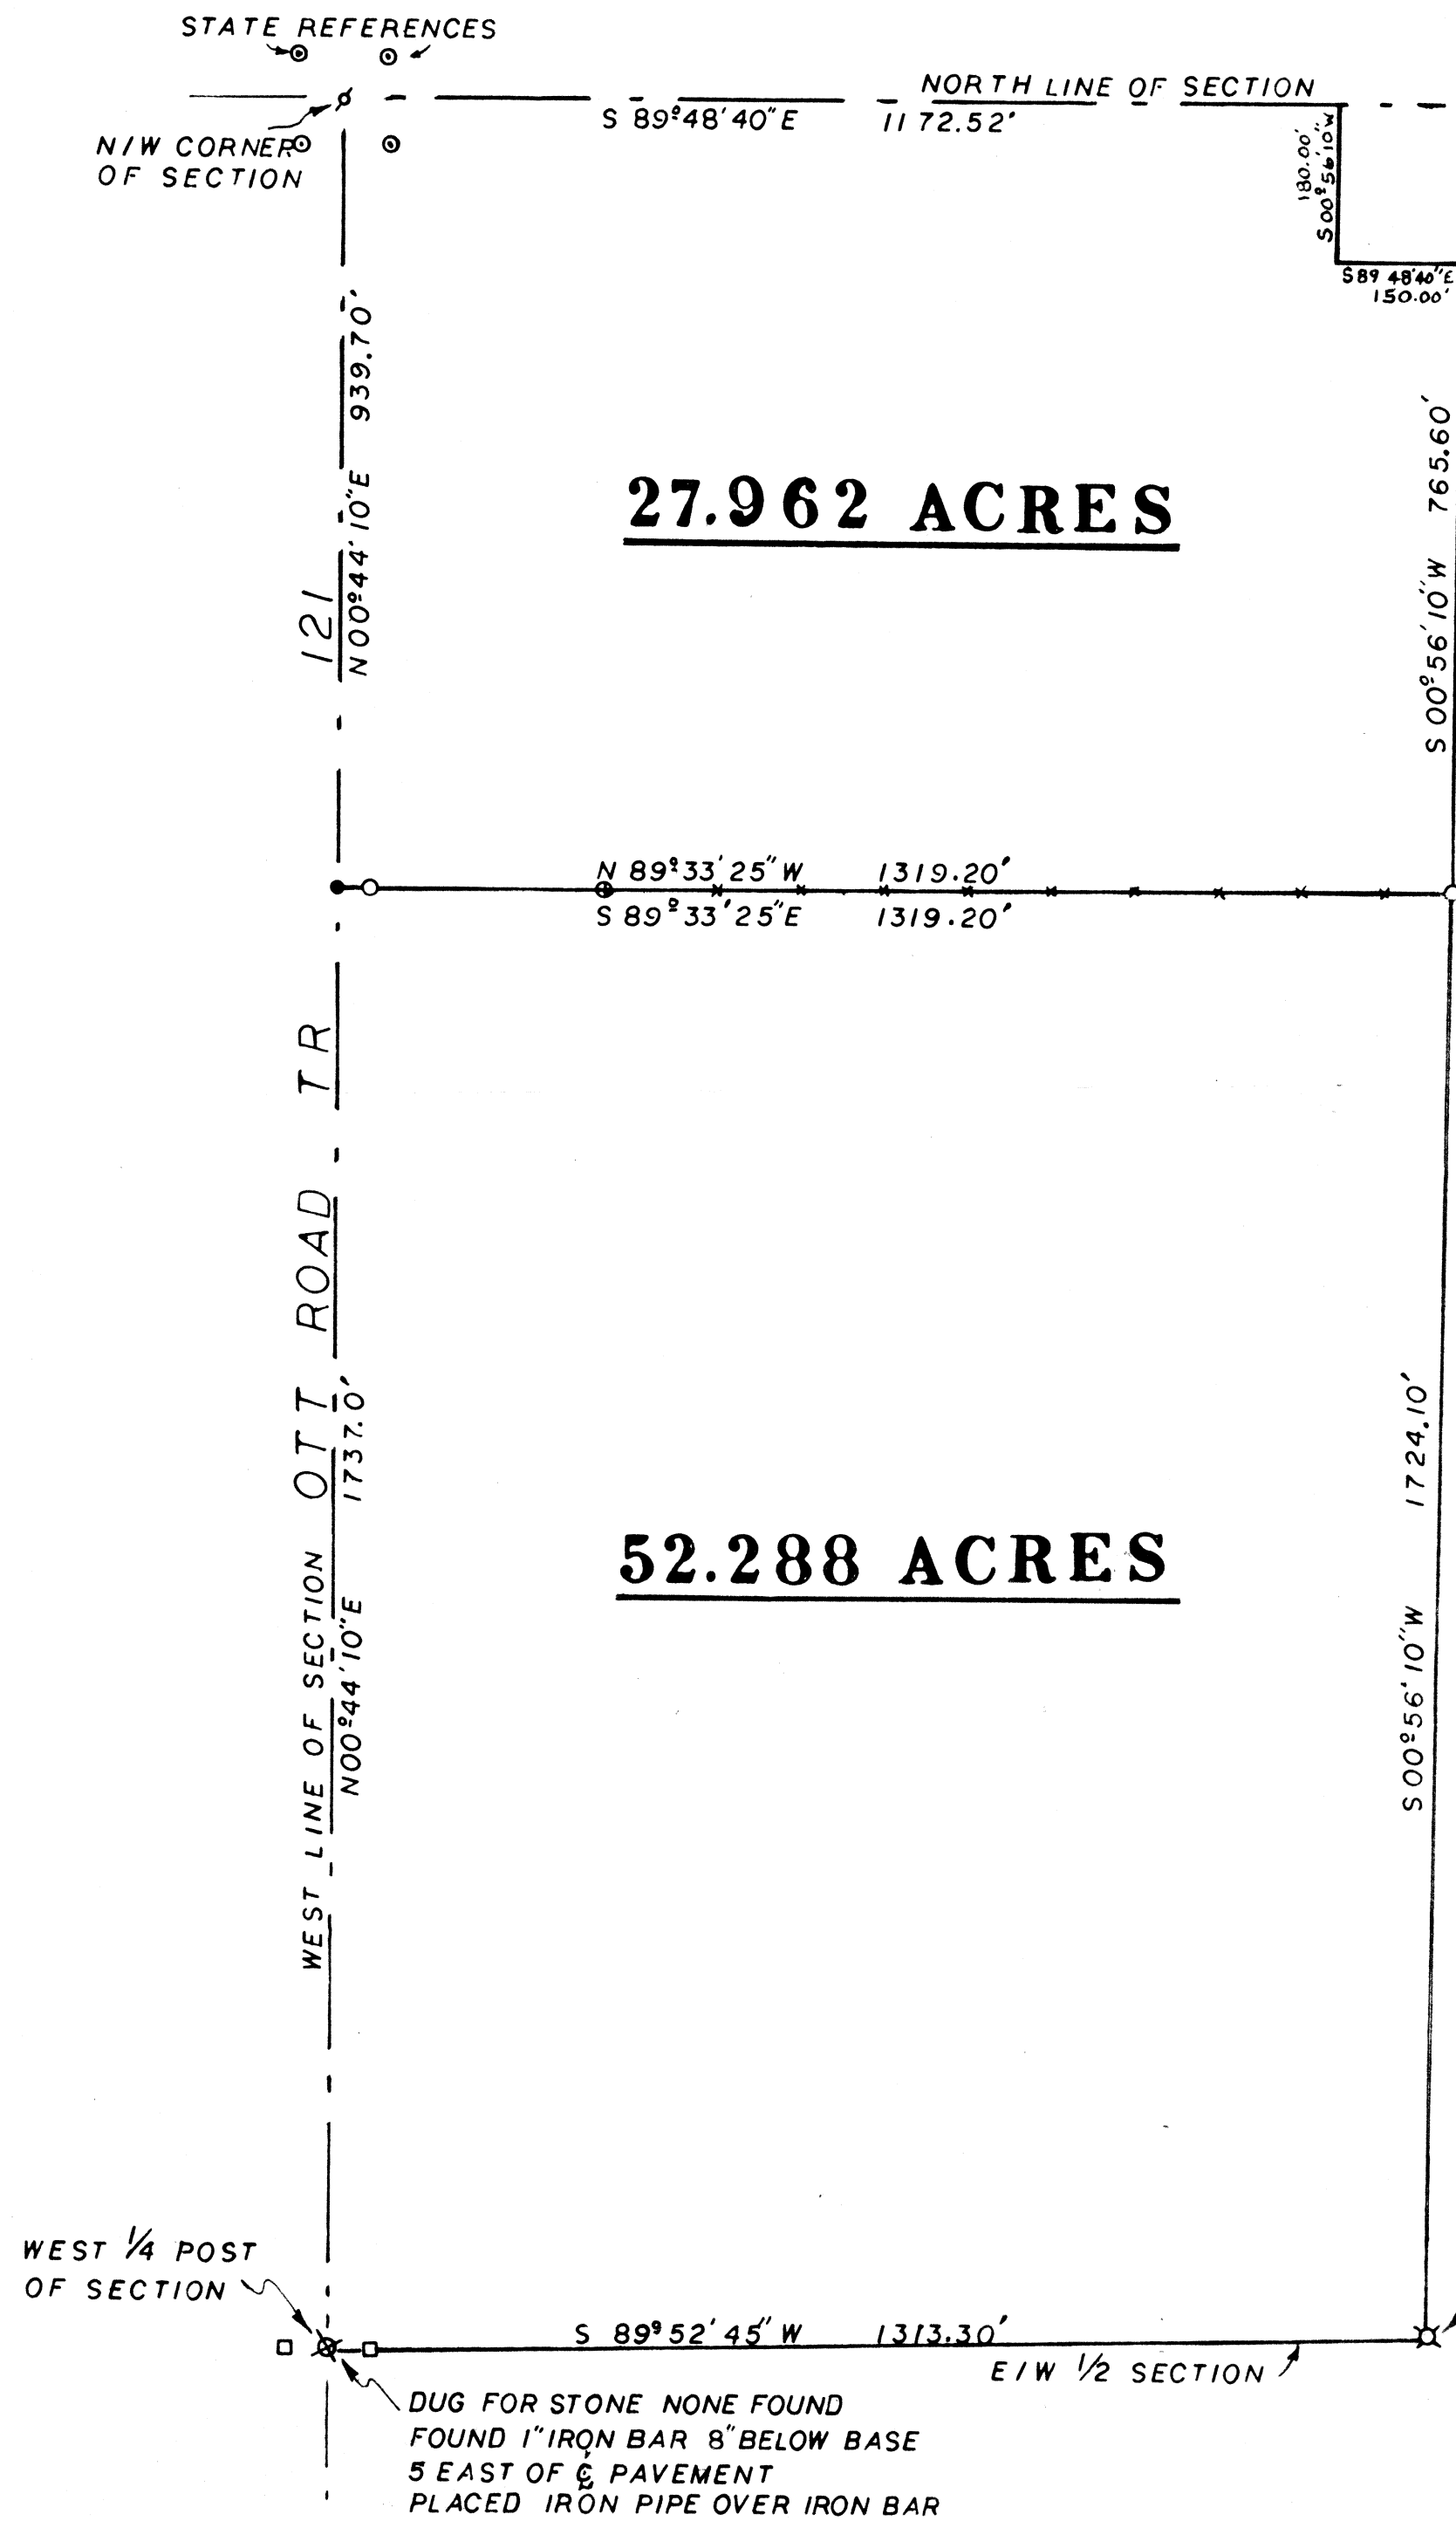 STATE REFERENCES
NORTH LINE OF SECTION
S 89°48'40"E 1172.52'
N/W CORNER
OF SECTION
180.00'
S00°56'10"W
S89 48'40"E
150.00'
N00°44'10"E 939.70'
121
27.962 ACRES
S 00°56'10"W 765.60'
N 89°33'25"W 1319.20'
S 89°33'25"E 1319.20'
OTT ROAD TR
WEST LINE OF SECTION
N00°44'10"E 1737.0'
52.288 ACRES
S 00°56'10"W 1724.10'
WEST 1/4 POST
OF SECTION
S 89°52'45"W 1313.30'
E/W 1/2 SECTION
DUG FOR STONE NONE FOUND
FOUND 1" IRON BAR 8" BELOW BASE
5 EAST OF ℄ PAVEMENT
PLACED IRON PIPE OVER IRON BAR